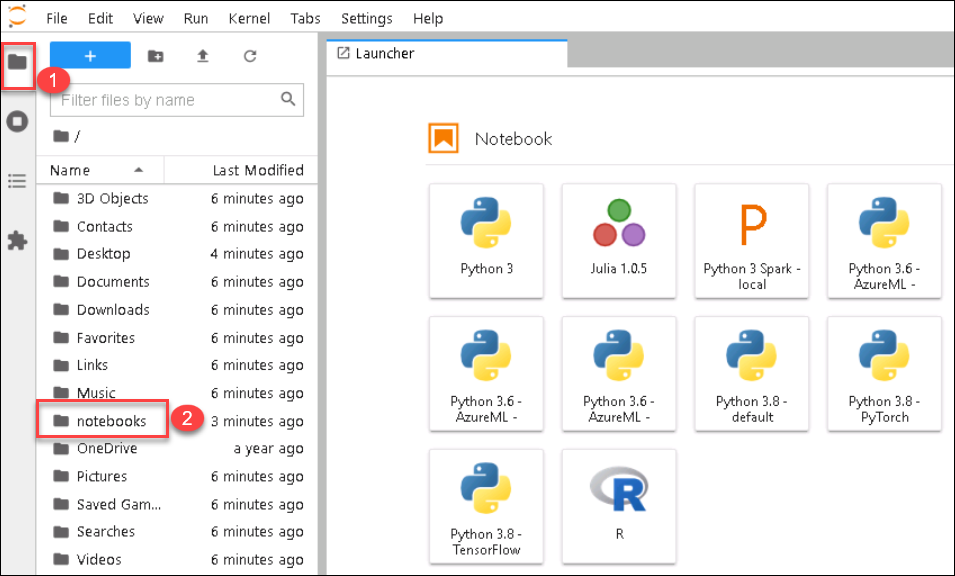 File Edit View Run Kernel Tabs Settings Help
+
1
Filter files by name
/
Name Last Modified
3D Objects 6 minutes ago
Contacts 6 minutes ago
Desktop 4 minutes ago
Documents 6 minutes ago
Downloads 6 minutes ago
Favorites 6 minutes ago
Links 6 minutes ago
Music 6 minutes ago
notebooks 2 3 minutes ago
OneDrive a year ago
Pictures 6 minutes ago
Saved Gam... 6 minutes ago
Searches 6 minutes ago
Videos 6 minutes ago
Launcher
Notebook
Python 3
Julia 1.0.5
P
Python 3 Spark -
local
Python 3.6 -
AzureML -
Python 3.6 -
AzureML -
Python 3.6 -
AzureML -
Python 3.8 -
default
Python 3.8 -
PyTorch
Python 3.8 -
TensorFlow
R
R